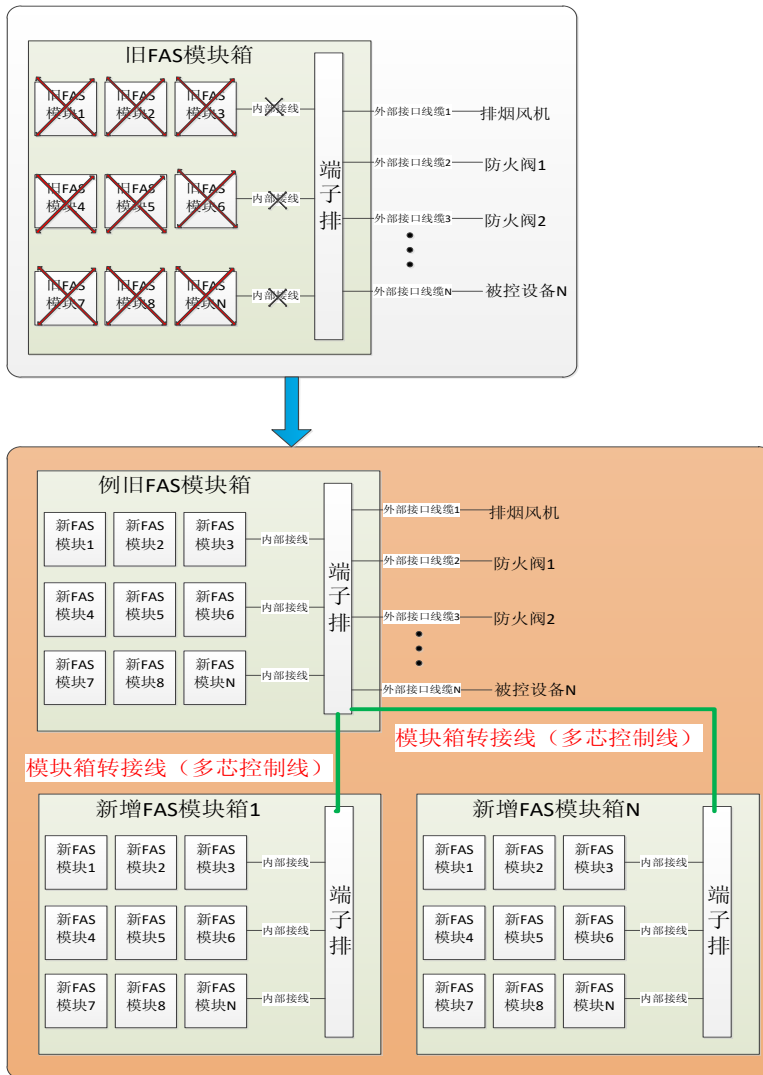 旧FAS模块箱
旧FAS
模块1
旧FAS
模块2
旧FAS
模块3
内部接线
旧FAS
模块4
旧FAS
模块5
旧FAS
模块6
内部接线
旧FAS
模块7
旧FAS
模块8
旧FAS
模块N
内部接线
端子排
外部接口线缆1
排烟风机
外部接口线缆2
防火阀1
外部接口线缆3
防火阀2
外部接口线缆N
被控设备N
例旧FAS模块箱
新FAS
模块1
新FAS
模块2
新FAS
模块3
内部接线
新FAS
模块4
新FAS
模块5
新FAS
模块6
内部接线
新FAS
模块7
新FAS
模块8
新FAS
模块N
内部接线
端子排
外部接口线缆1
排烟风机
外部接口线缆2
防火阀1
外部接口线缆3
防火阀2
外部接口线缆N
被控设备N
模块箱转接线（多芯控制线）
模块箱转接线（多芯控制线）
新增FAS模块箱1
新FAS
模块1
新FAS
模块2
新FAS
模块3
内部接线
新FAS
模块4
新FAS
模块5
新FAS
模块6
内部接线
新FAS
模块7
新FAS
模块8
新FAS
模块N
内部接线
端子排
新增FAS模块箱N
新FAS
模块1
新FAS
模块2
新FAS
模块3
内部接线
新FAS
模块4
新FAS
模块5
新FAS
模块6
内部接线
新FAS
模块7
新FAS
模块8
新FAS
模块N
内部接线
端子排